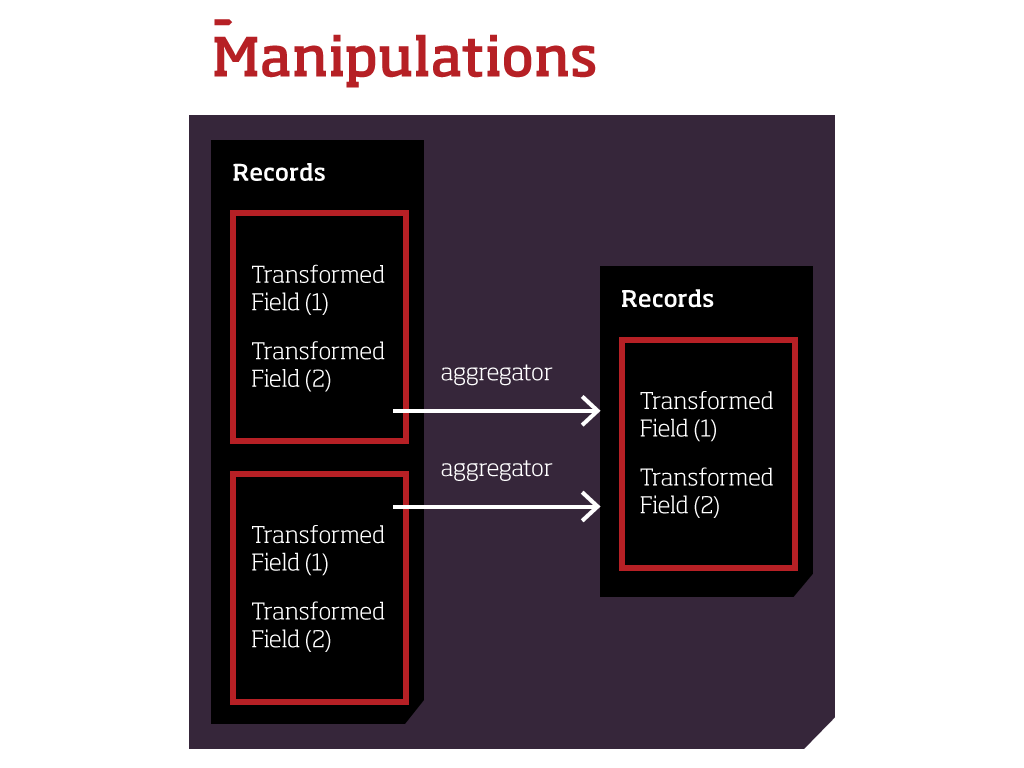 Manipulations
Records
Transformed
Field (1)
Transformed
Field (2)
Transformed
Field (1)
Transformed
Field (2)
aggregator
aggregator
Records
Transformed
Field (1)
Transformed
Field (2)